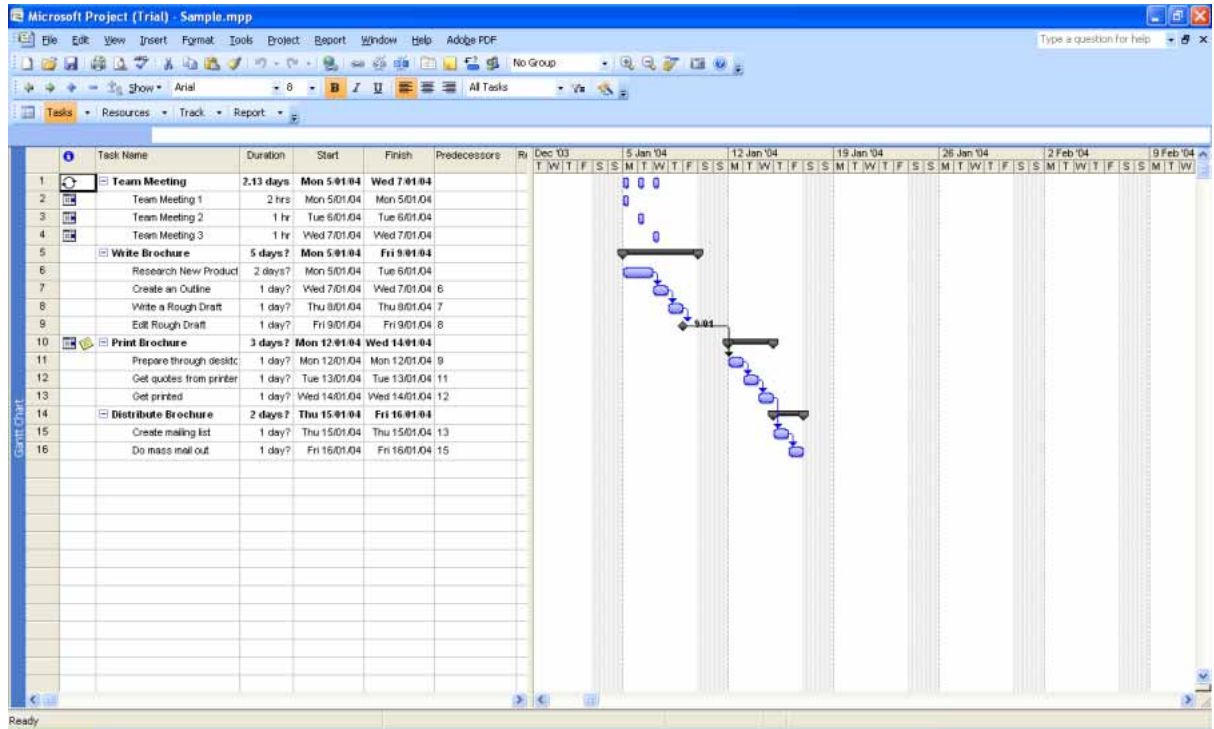 Microsoft Project (Trial) - Sample.mpp
File Edit View Insert Format Tools Project Report Window Help Adobe PDF Type a question for help
No Group
Show Arial 8 B I U All Tasks
Tasks Resources Track Report
Task Name Duration Start Finish Predecessors Re Dec '03 5 Jan '04 12 Jan '04 19 Jan '04 26 Jan '04 2 Feb '04 9 Feb '04
T W T F S S M T W T F S S M T W T F S S M T W T F S S M T W T F S S M T W T F S S M T W
1 Team Meeting 2.13 days Mon 5/01/04 Wed 7/01/04
2 Team Meeting 1 2 hrs Mon 5/01/04 Mon 5/01/04
3 Team Meeting 2 1 hr Tue 6/01/04 Tue 6/01/04
4 Team Meeting 3 1 hr Wed 7/01/04 Wed 7/01/04
5 Write Brochure 5 days? Mon 5/01/04 Fri 9/01/04
6 Research New Product 2 days? Mon 5/01/04 Tue 6/01/04
7 Create an Outline 1 day? Wed 7/01/04 Wed 7/01/04 6
8 Write a Rough Draft 1 day? Thu 8/01/04 Thu 8/01/04 7
9 Edit Rough Draft 1 day? Fri 9/01/04 Fri 9/01/04 8 9/01
10 Print Brochure 3 days? Mon 12/01/04 Wed 14/01/04
11 Prepare through deskto 1 day? Mon 12/01/04 Mon 12/01/04 9
12 Get quotes from printer 1 day? Tue 13/01/04 Tue 13/01/04 11
13 Get printed 1 day? Wed 14/01/04 Wed 14/01/04 12
14 Distribute Brochure 2 days? Thu 15/01/04 Fri 16/01/04
15 Create mailing list 1 day? Thu 15/01/04 Thu 15/01/04 13
16 Do mass mail out 1 day? Fri 16/01/04 Fri 16/01/04 15
Gantt Chart
Ready